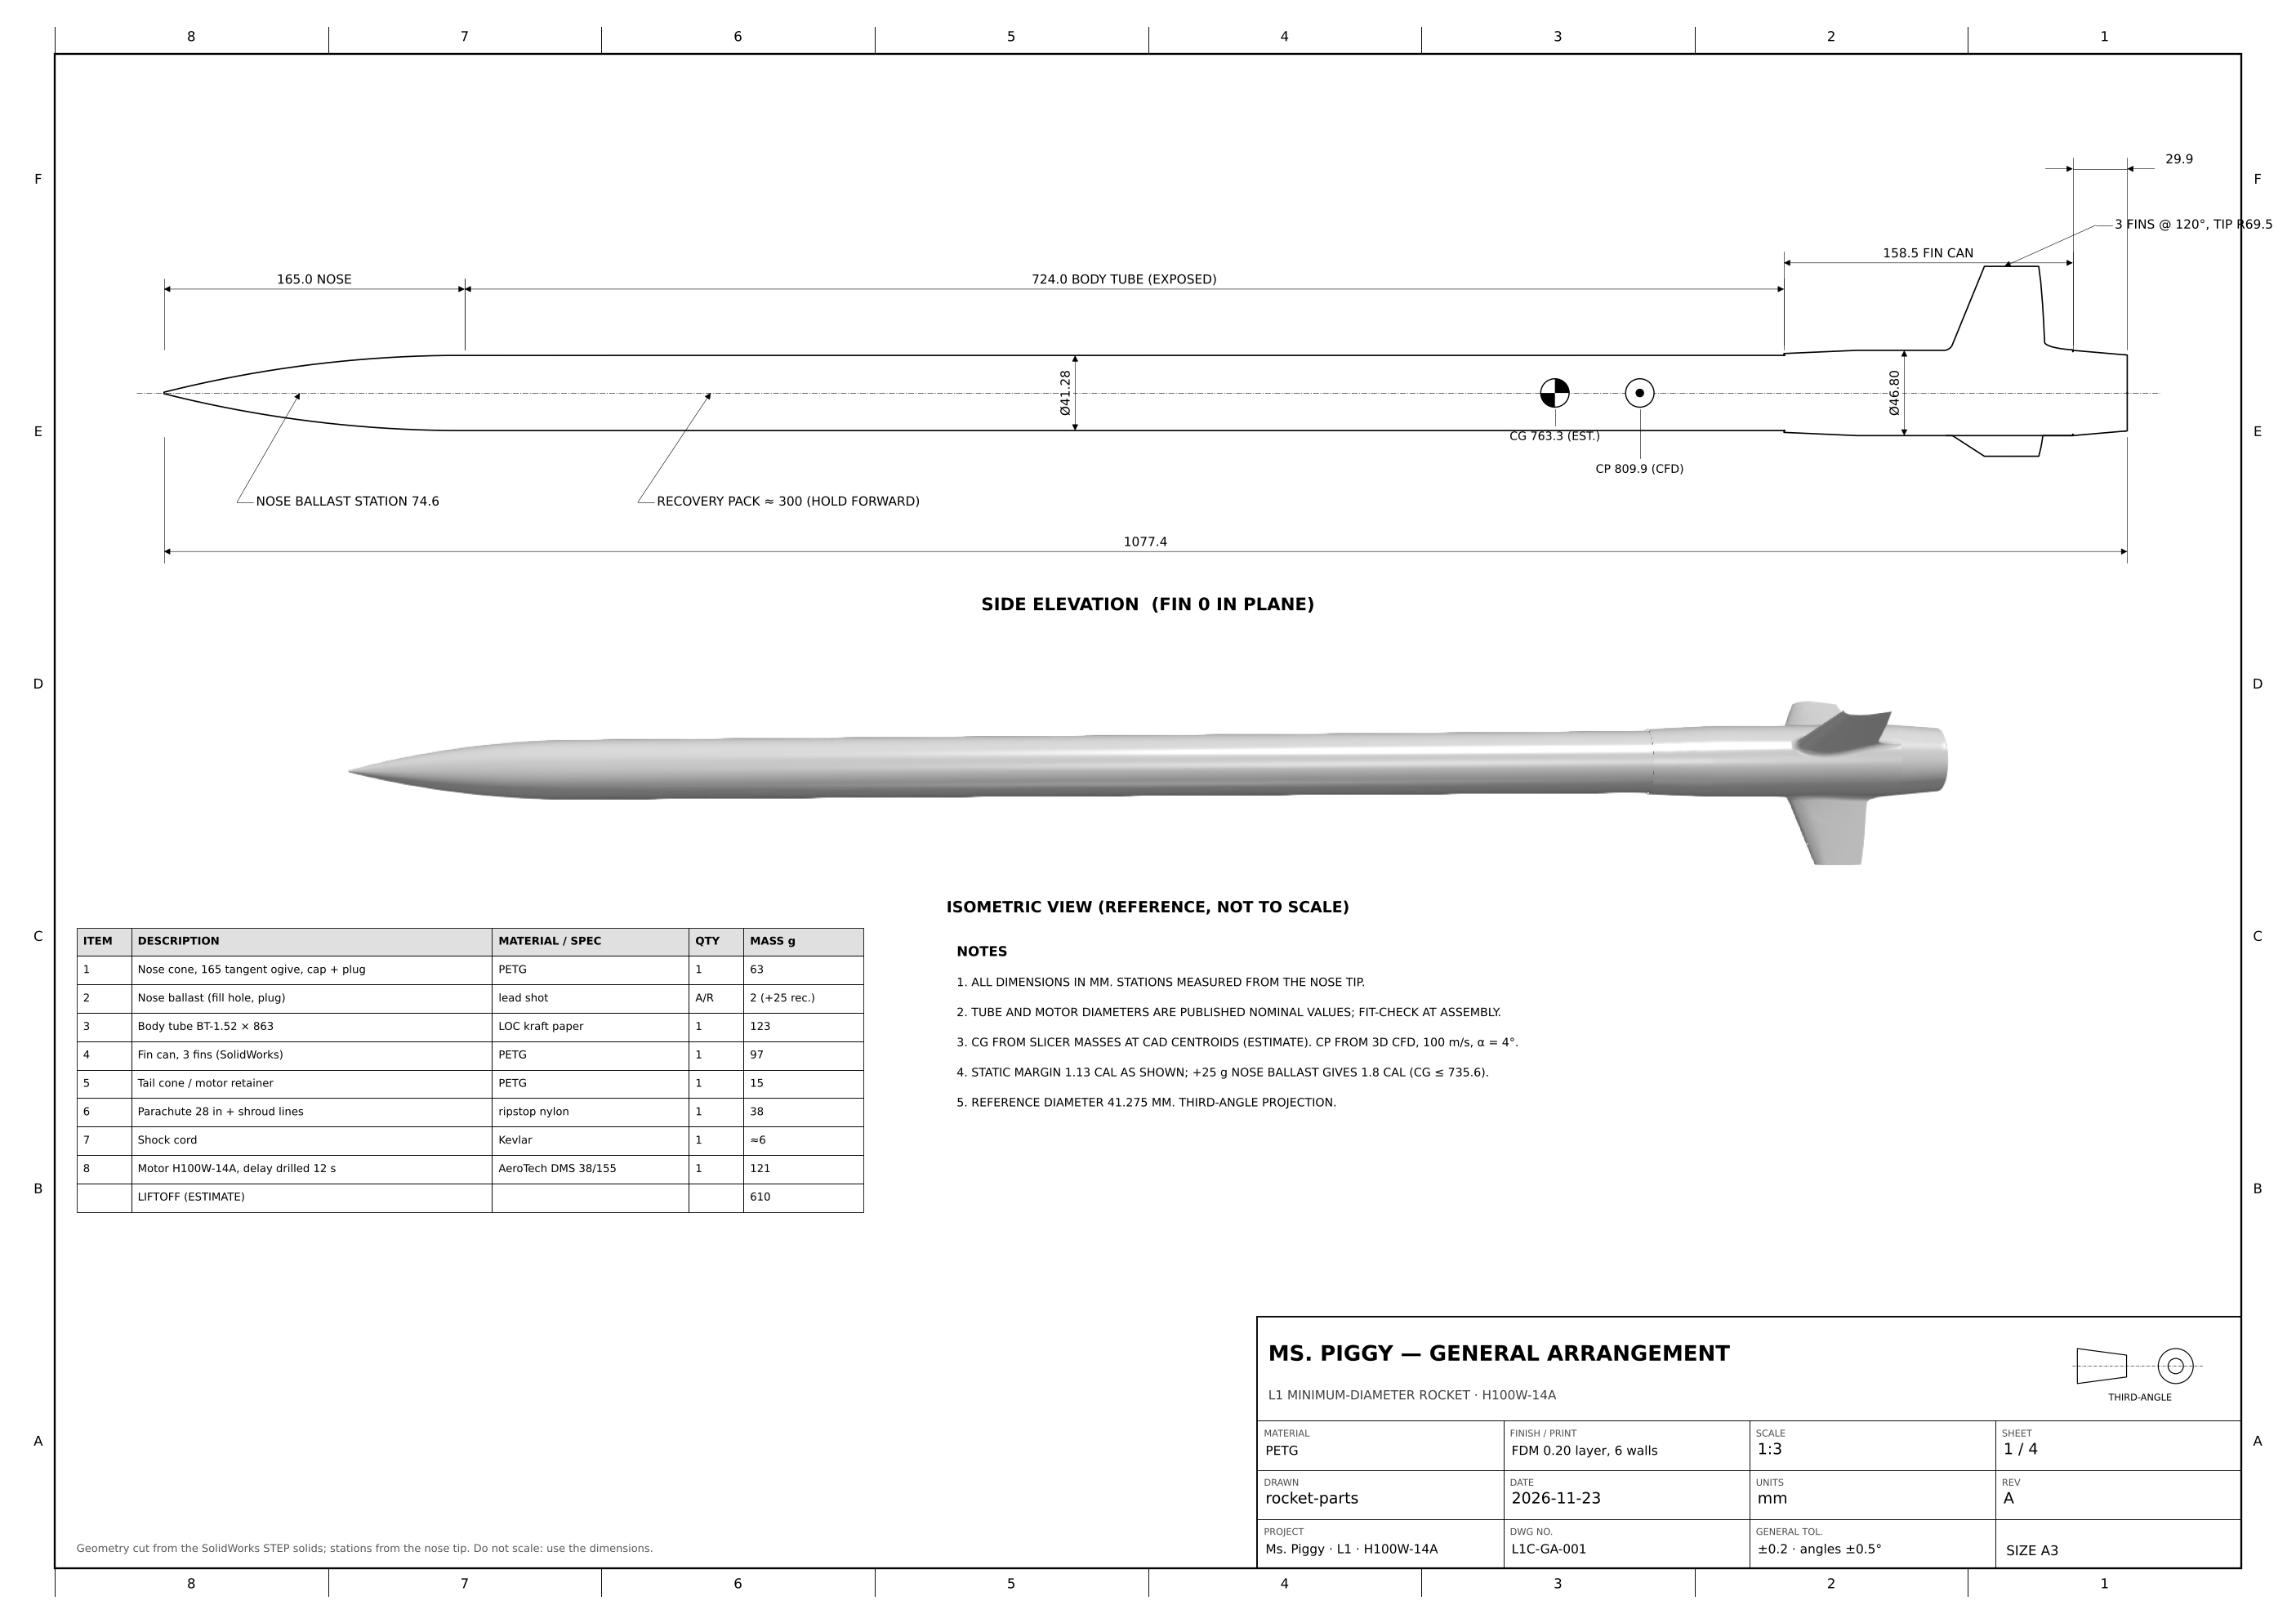 8 7 6 5 4 3 2 1
29.9
F F
3 FINS @ 120°, TIP R69.5
158.5 FIN CAN
165.0 NOSE
724.0 BODY TUBE (EXPOSED)
Ø41.28
Ø46.80
E E
CG 763.3 (EST.)
CP 809.9 (CFD)
NOSE BALLAST STATION 74.6
RECOVERY PACK ≈ 300 (HOLD FORWARD)
1077.4
SIDE ELEVATION (FIN 0 IN PLANE)
D D
ISOMETRIC VIEW (REFERENCE, NOT TO SCALE)
C C
ITEM DESCRIPTION MATERIAL / SPEC QTY MASS g
1 Nose cone, 165 tangent ogive, cap + plug PETG 1 63
2 Nose ballast (fill hole, plug) lead shot A/R 2 (+25 rec.)
3 Body tube BT-1.52 × 863 LOC kraft paper 1 123
4 Fin can, 3 fins (SolidWorks) PETG 1 97
5 Tail cone / motor retainer PETG 1 15
6 Parachute 28 in + shroud lines ripstop nylon 1 38
7 Shock cord Kevlar 1 ≈6
8 Motor H100W-14A, delay drilled 12 s AeroTech DMS 38/155 1 121
LIFTOFF (ESTIMATE) 610
NOTES
1. ALL DIMENSIONS IN MM. STATIONS MEASURED FROM THE NOSE TIP.
2. TUBE AND MOTOR DIAMETERS ARE PUBLISHED NOMINAL VALUES; FIT-CHECK AT ASSEMBLY.
3. CG FROM SLICER MASSES AT CAD CENTROIDS (ESTIMATE). CP FROM 3D CFD, 100 m/s, α = 4°.
4. STATIC MARGIN 1.13 CAL AS SHOWN; +25 g NOSE BALLAST GIVES 1.8 CAL (CG ≤ 735.6).
5. REFERENCE DIAMETER 41.275 MM. THIRD-ANGLE PROJECTION.
B B
MS. PIGGY — GENERAL ARRANGEMENT
L1 MINIMUM-DIAMETER ROCKET · H100W-14A
THIRD-ANGLE
A A
MATERIAL FINISH / PRINT SCALE SHEET
PETG FDM 0.20 layer, 6 walls 1:3 1 / 4
DRAWN DATE UNITS REV
rocket-parts 2026-11-23 mm A
PROJECT DWG NO. GENERAL TOL.
Ms. Piggy · L1 · H100W-14A L1C-GA-001 ±0.2 · angles ±0.5° SIZE A3
Geometry cut from the SolidWorks STEP solids; stations from the nose tip. Do not scale: use the dimensions.
8 7 6 5 4 3 2 1